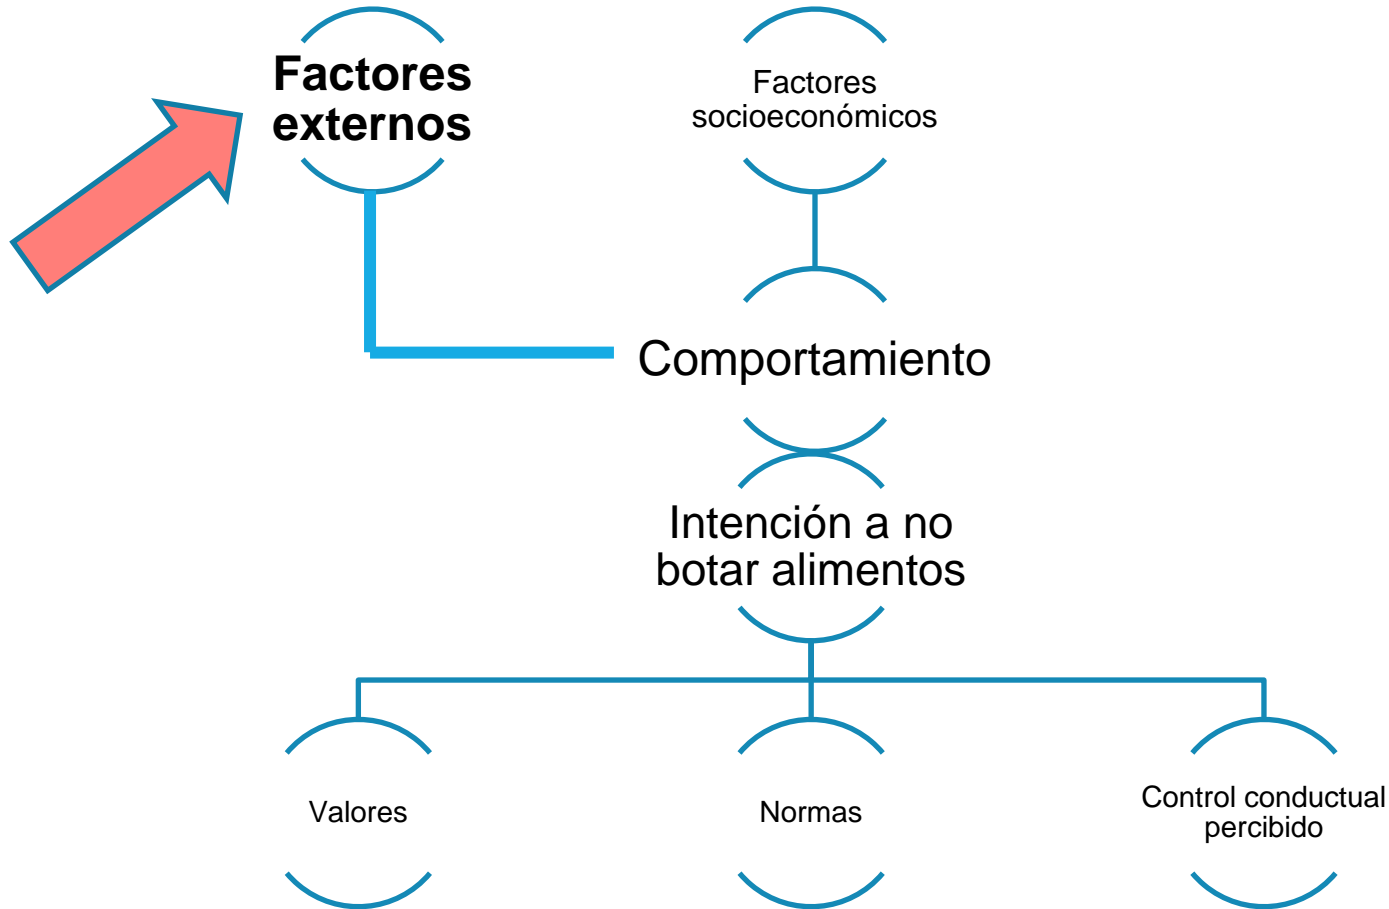 Factores
externos
Factores
socioeconómicos
Comportamiento
Intención a no
botar alimentos
Valores
Normas
Control conductual
percibido